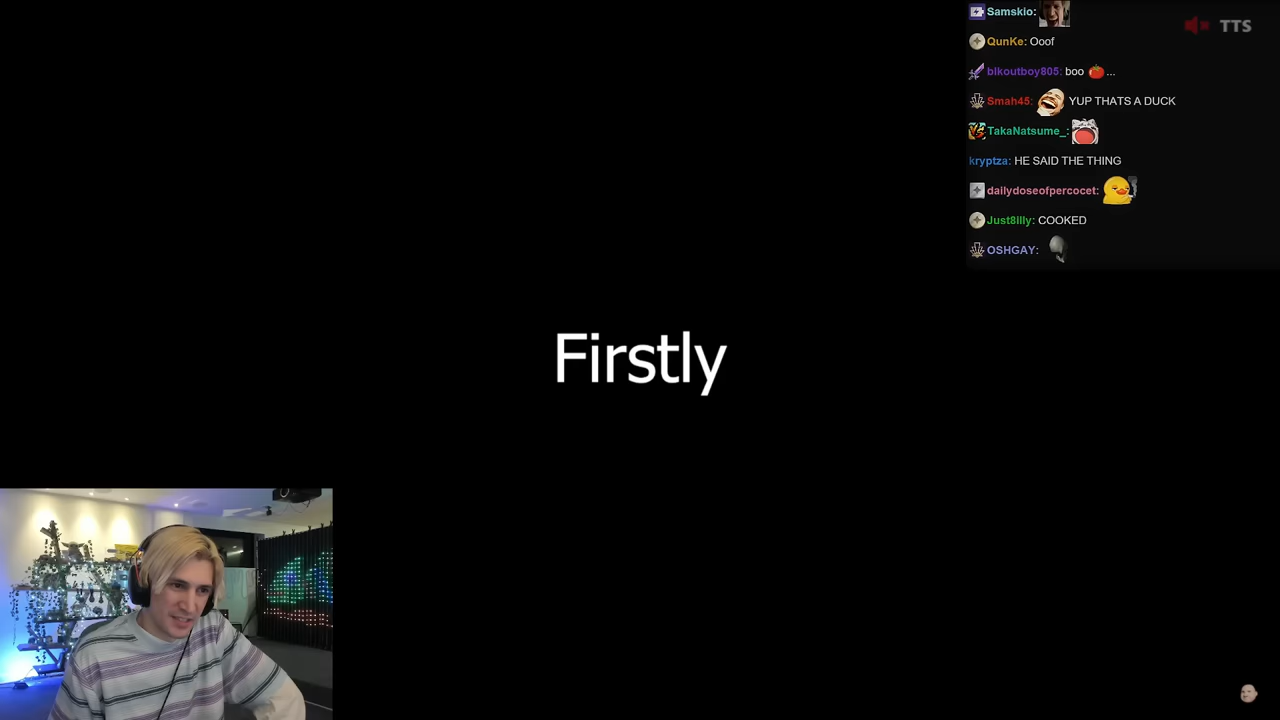 Samskio:
TTS
QunKe: Ooof
blkoutboy805: boo 🍅...
Smah45: YUP THATS A DUCK
TakaNatsume_:
kryptza: HE SAID THE THING
dailydoseofpercocet:
Just8illy: COOKED
OSHGAY:
Firstly